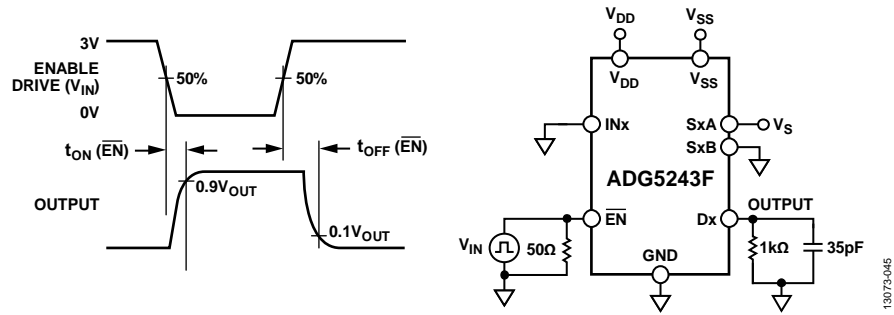 3V
ENABLE
DRIVE (VIN)
50%
50%
0V
tON (EN)
tOFF (EN)
0.9VOUT
OUTPUT
0.1VOUT
VDD
VSS
VDD
VSS
INx
SxA
VS
SxB
ADG5243F
OUTPUT
EN
Dx
VIN
50Ω
GND
1kΩ
35pF
13073-045